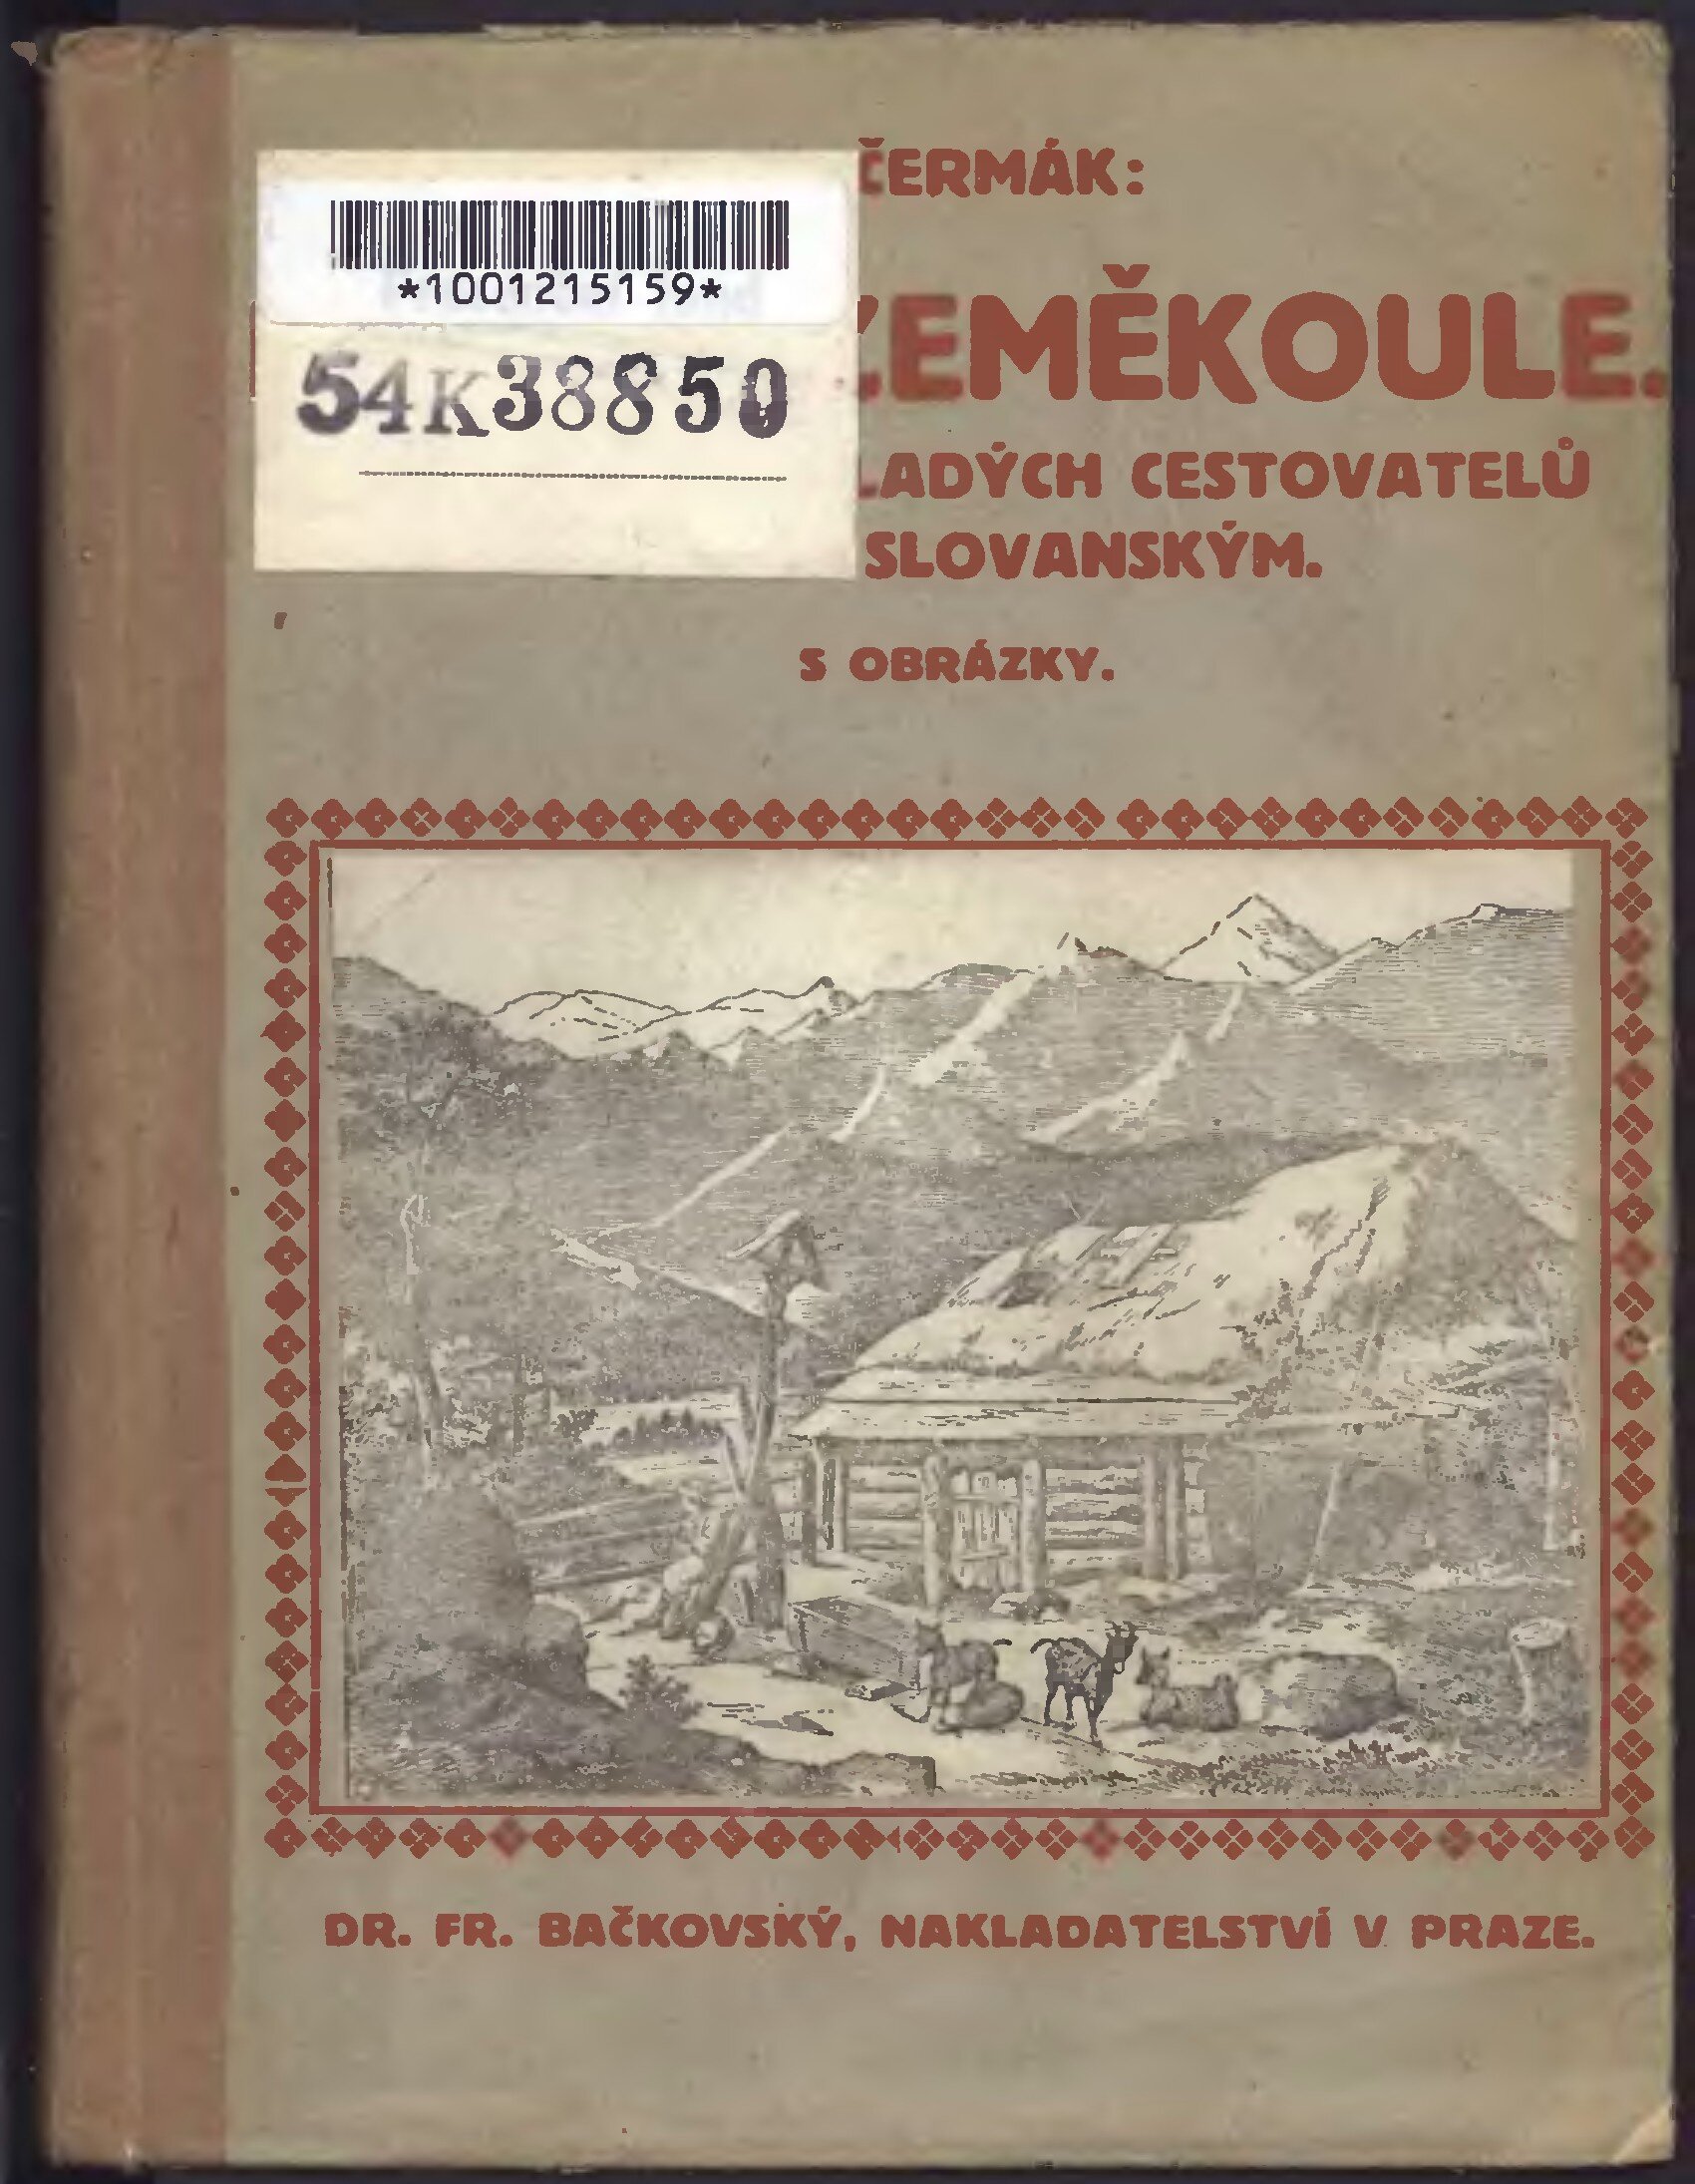 ČERMÁK:
*1001215159*
ZEMĚKOULE.
54K38850
LADÝCH CESTOVATELŮ
SLOVANSKÝM.
S OBRÁZKY.
DR. FR. BAČKOVSKÝ, NAKLADATELSTVÍ V PRAZE.